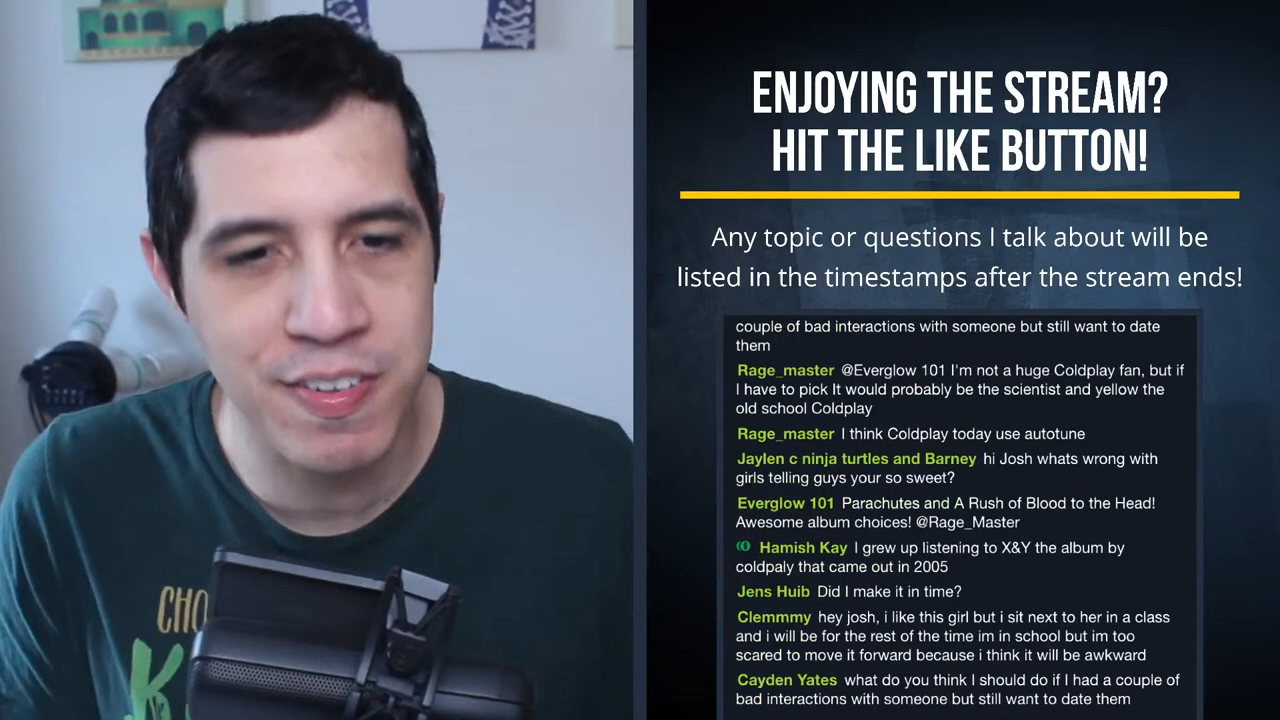 ENJOYING THE STREAM?
HIT THE LIKE BUTTON!
Any topic or questions I talk about will be
listed in the timestamps after the stream ends!
couple of bad interactions with someone but still want to date
them
Rage_master @Everglow 101 I'm not a huge Coldplay fan, but if
I have to pick It would probably be the scientist and yellow the
old school Coldplay
Rage_master I think Coldplay today use autotune
Jaylen c ninja turtles and Barney hi Josh whats wrong with
girls telling guys your so sweet?
Everglow 101 Parachutes and A Rush of Blood to the Head!
Awesome album choices! @Rage_Master
Hamish Kay I grew up listening to X&Y the album by
coldpaly that came out in 2005
Jens Huib Did I make it in time?
Clemmmy hey josh, i like this girl but i sit next to her in a class
and i will be for the rest of the time im in school but im too
scared to move it forward because i think it will be awkward
Cayden Yates what do you think I should do if I had a couple of
bad interactions with someone but still want to date them
CHO
K